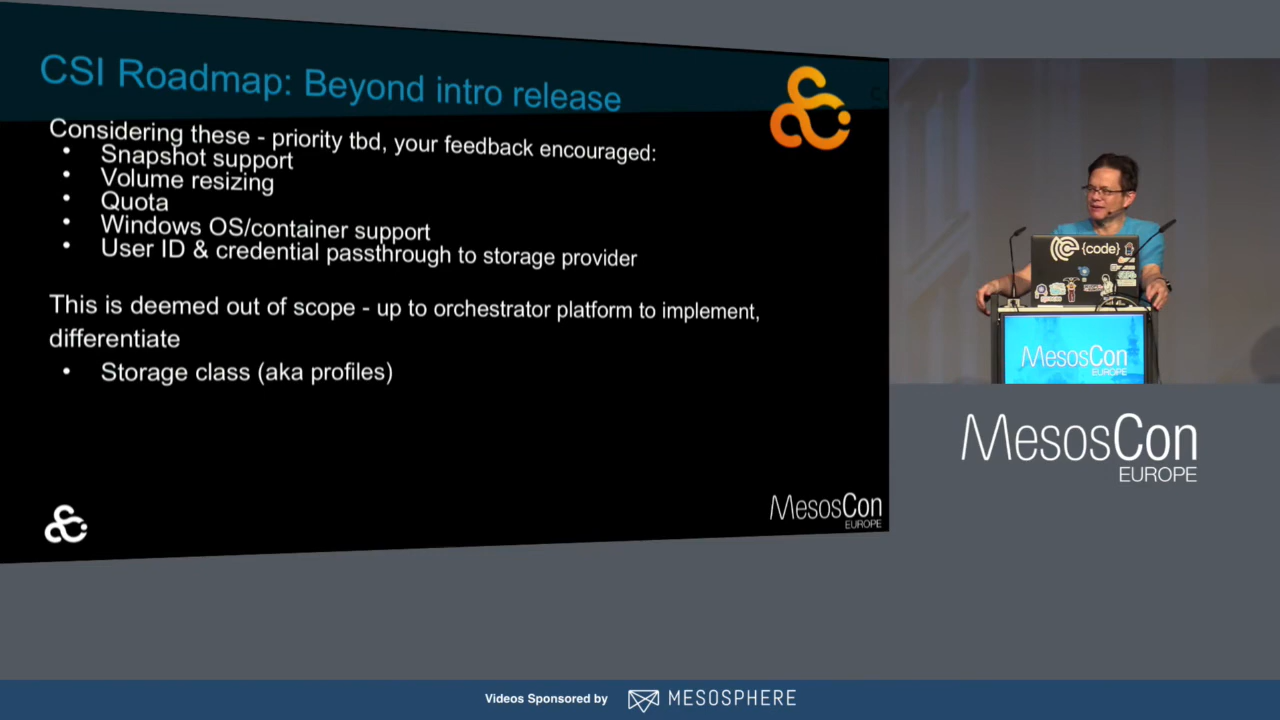 CSI Roadmap: Beyond intro release
Considering these - priority tbd, your feedback encouraged:
• Snapshot support
• Volume resizing
• Quota
• Windows OS/container support
• User ID & credential passthrough to storage provider
This is deemed out of scope - up to orchestrator platform to implement,
differentiate
• Storage class (aka profiles)
MesosCon
EUROPE
{code}
MesosCon
EUROPE
MesosCon
EUROPE
Videos Sponsored by MESOSPHERE